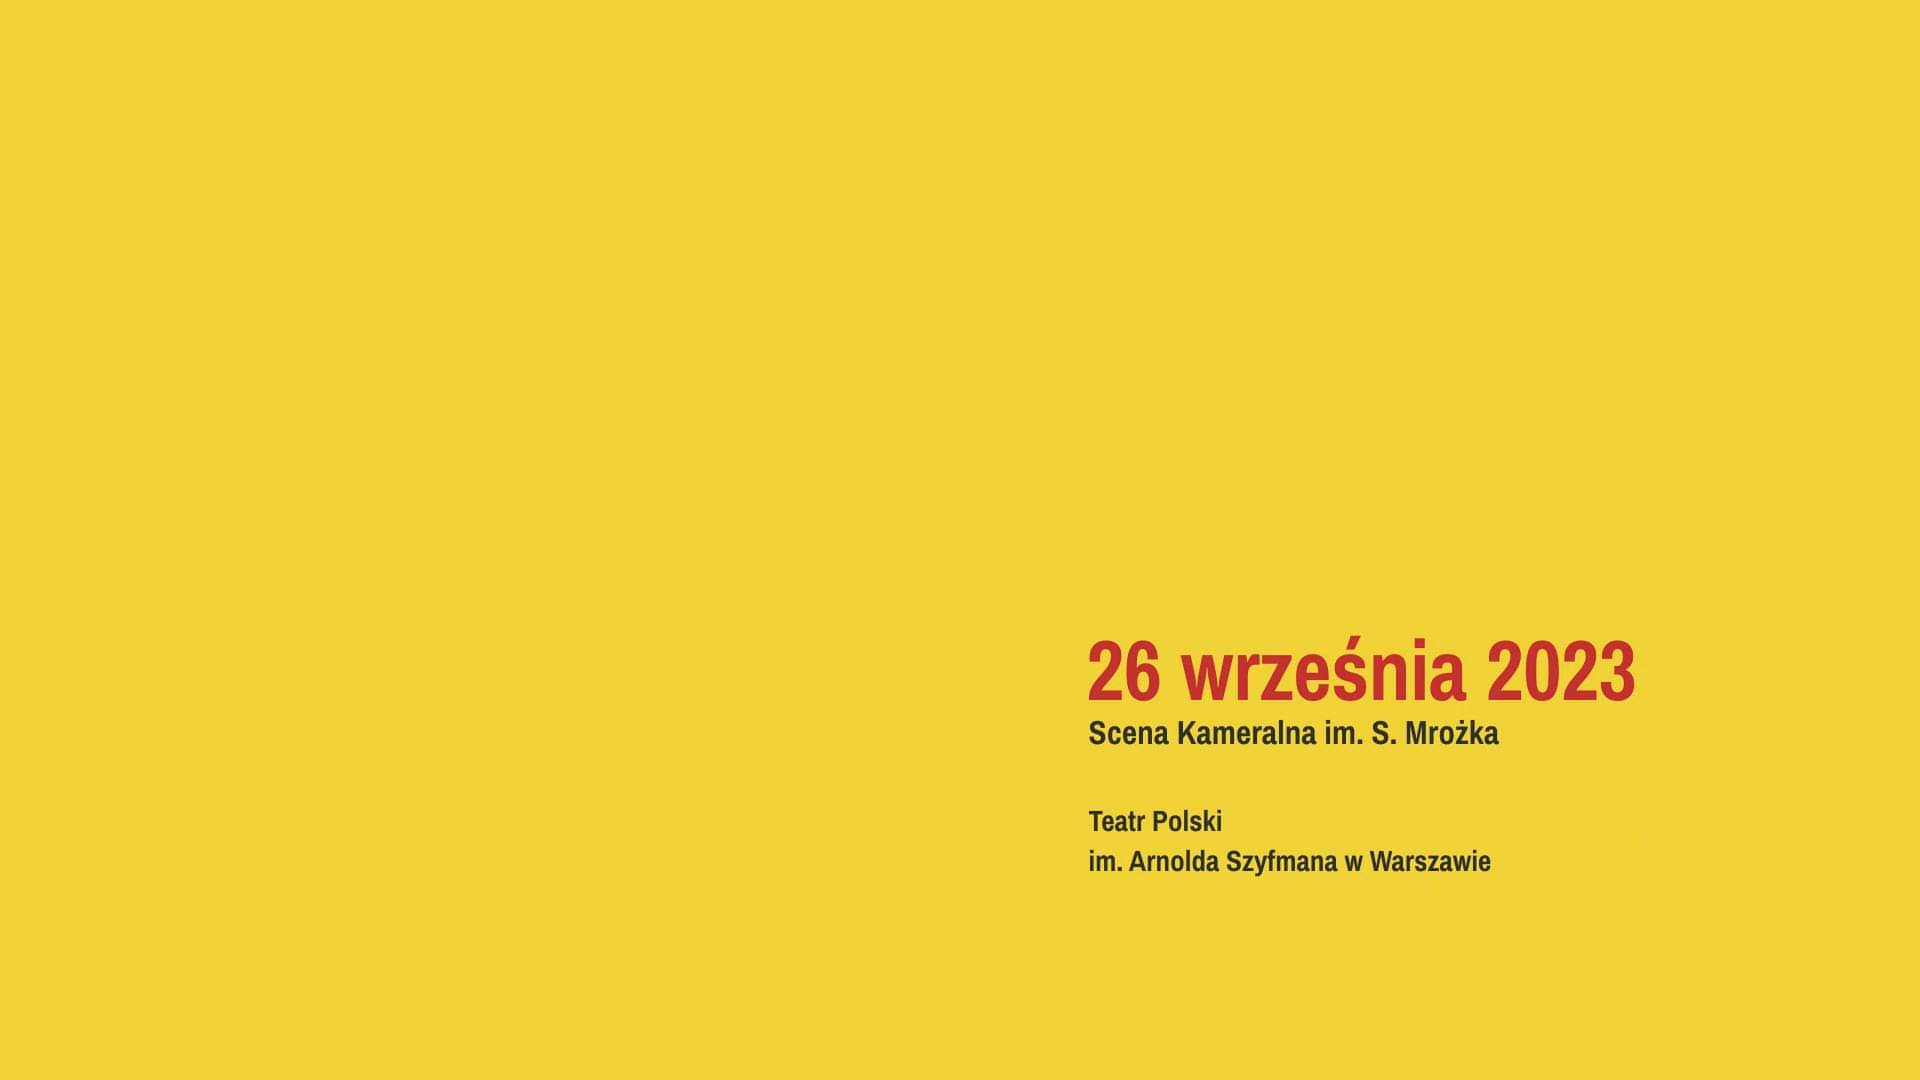 26 września 2023
Scena Kameralna im. S. Mrożka
Teatr Polski
im. Arnolda Szyfmana w Warszawie